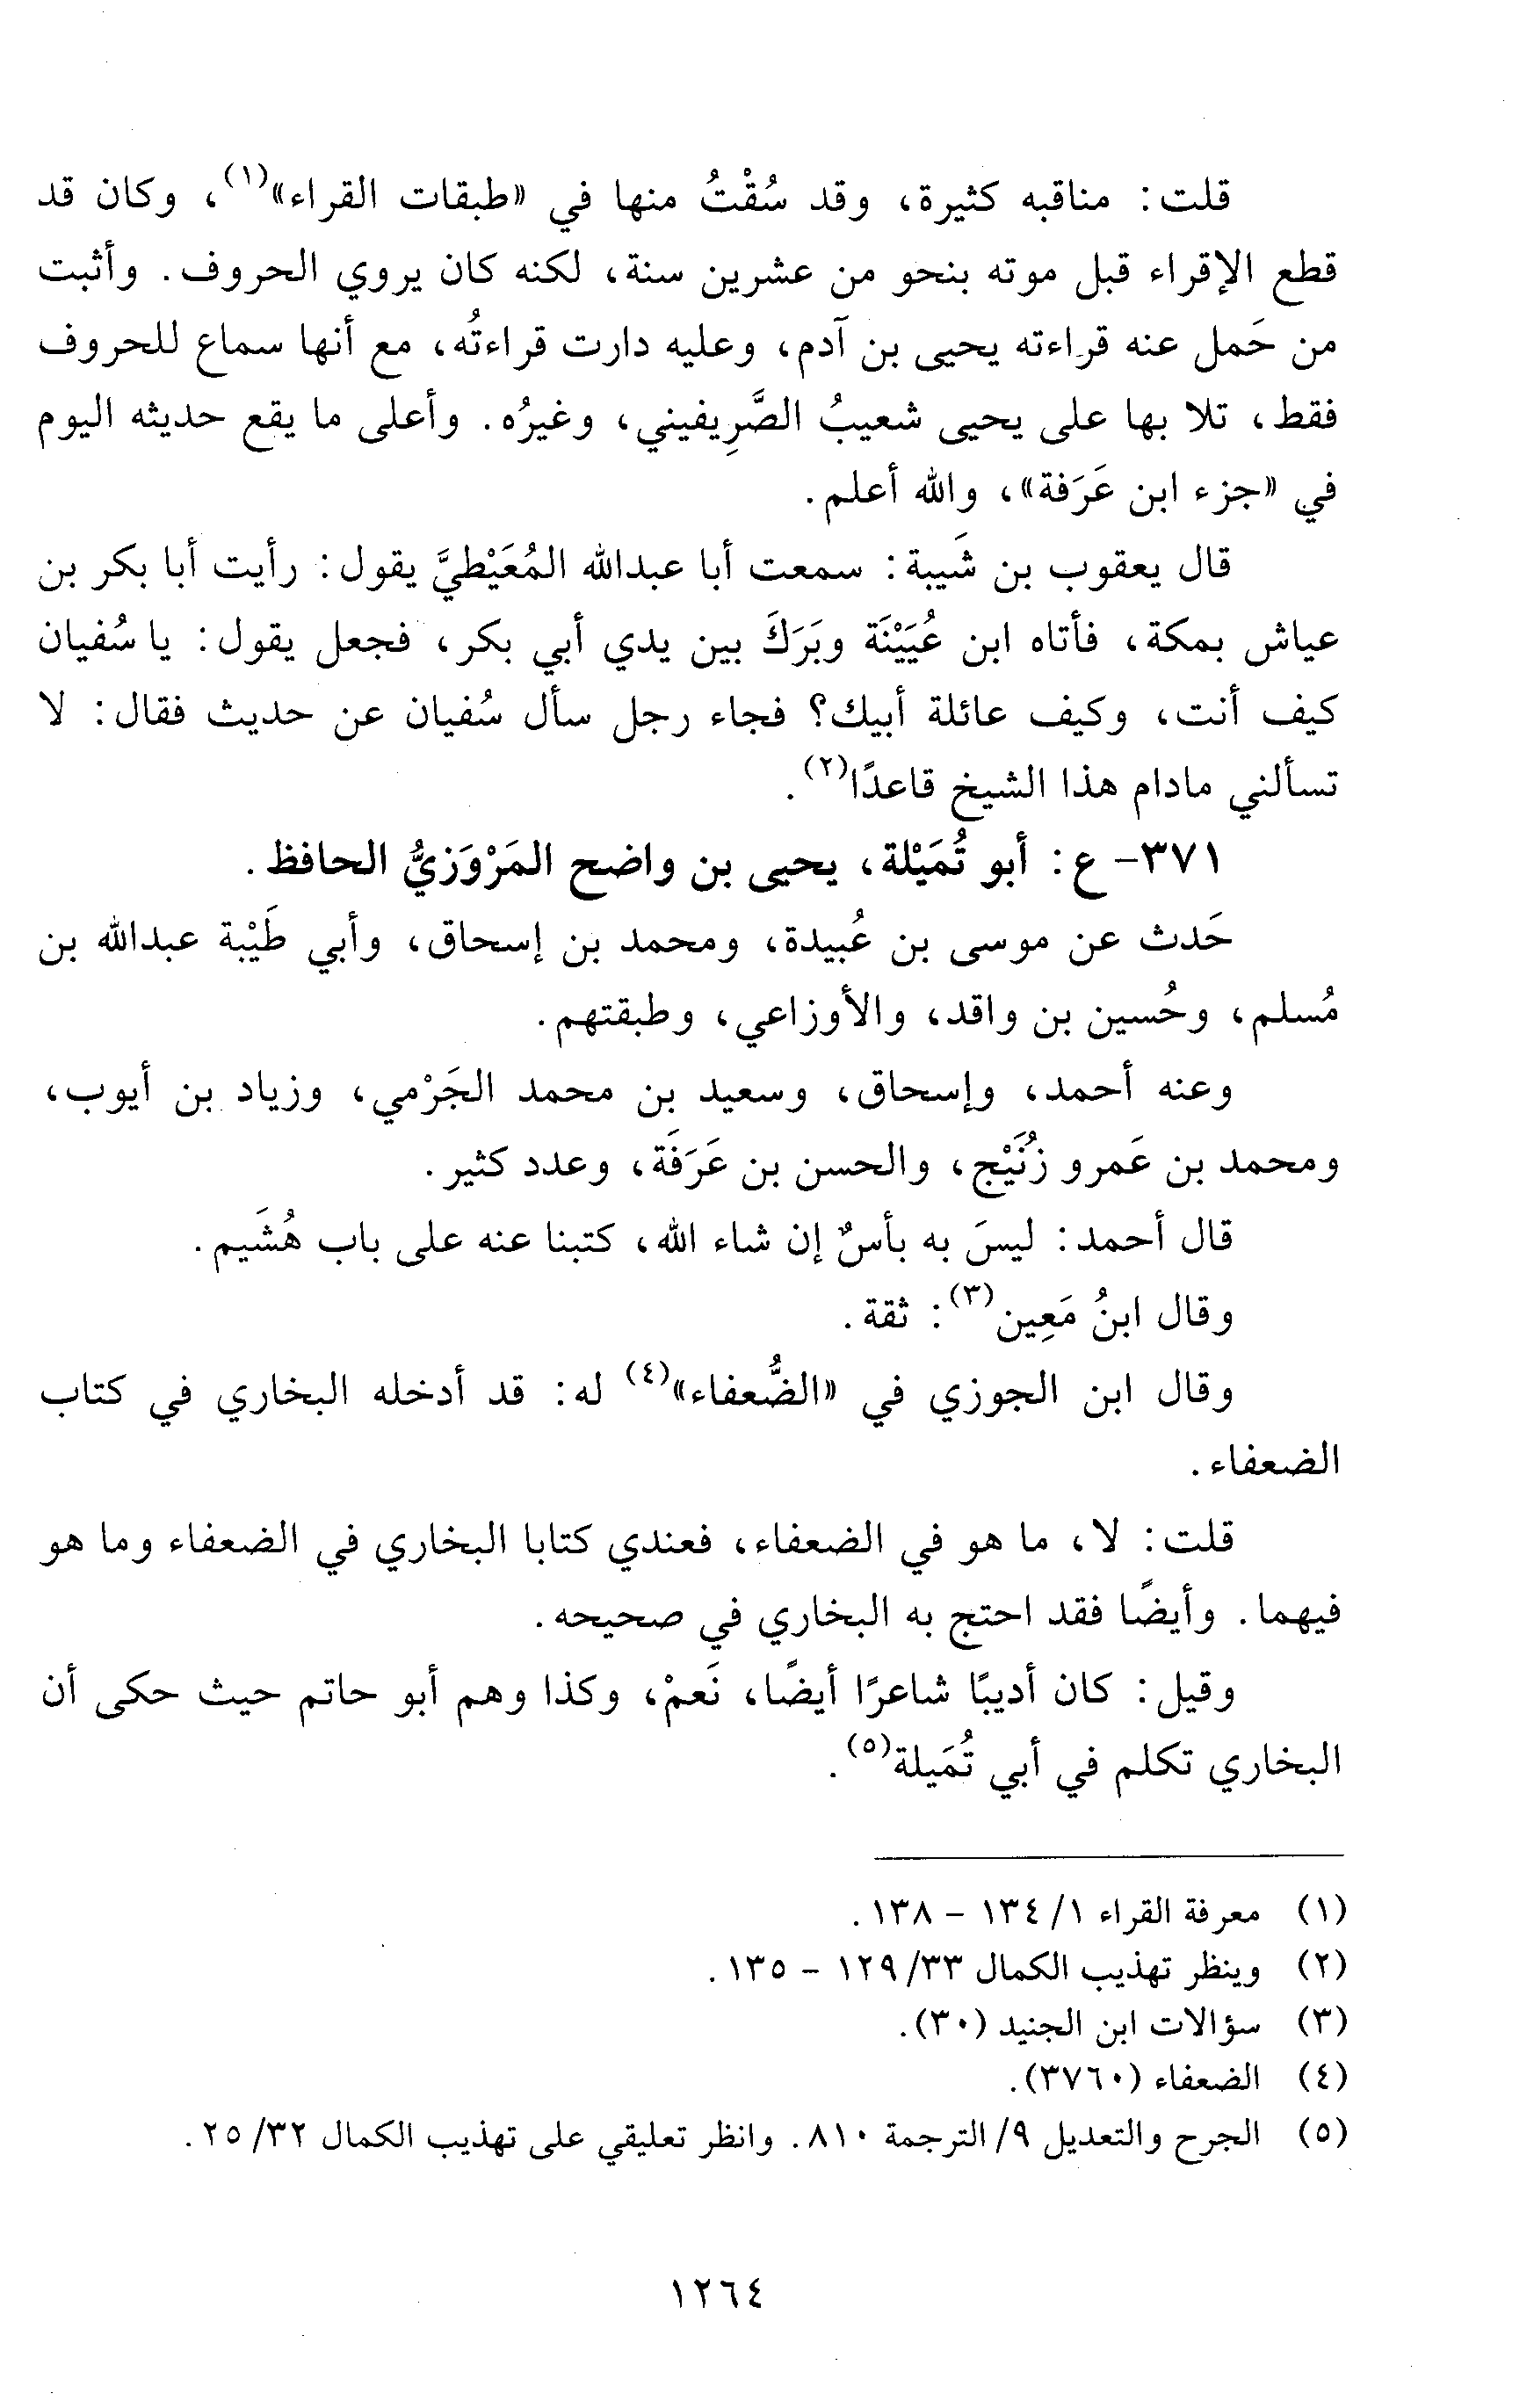 قلت: مناقبه كثيرة، وقد سُقْتُ منها في «طبقات القراء»(١)، وكان قد
قطع الإقراء قبل موته بنحو من عشرين سنة، لكنه كان يروي الحروف. وأثبت
من حَمل عنه قراءته يحيى بن آدم، وعليه دارت قراءتُه، مع أنها سماع للحروف
فقط، تلا بها على يحيى شعيبُ الصَّرِيفيني، وغيرُه. وأعلى ما يقع حديثه اليوم
في «جزء ابن عَرَفة»، والله أعلم.
قال يعقوب بن شَيبة: سمعت أبا عبدالله المُعَيْطيَّ يقول: رأيت أبا بكر بن
عياش بمكة، فأتاه ابن عُيَيْنَة وبَرَكَ بين يدي أبي بكر، فجعل يقول: يا سُفيان
كيف أنت، وكيف عائلة أبيك؟ فجاء رجل سأل سُفيان عن حديث فقال: لا
تسألني مادام هذا الشيخ قاعدًا(٢).
٣٧١- ع: أبو تُمَيْلة، يحيى بن واضح المَرْوَزيُّ الحافظ.
حَدث عن موسى بن عُبيدة، ومحمد بن إسحاق، وأبي طَيْبة عبدالله بن
مُسلم، وحُسين بن واقد، والأوزاعي، وطبقتهم.
وعنه أحمد، وإسحاق، وسعيد بن محمد الجَرْمي، وزياد بن أيوب،
ومحمد بن عَمرو زُنَيْج، والحسن بن عَرَفَة، وعدد كثير.
قال أحمد: ليسَ به بأسٌ إن شاء الله، كتبنا عنه على باب هُشَيم.
وقال ابنُ مَعِين(٣): ثقة.
وقال ابن الجوزي في «الضُّعفاء»(٤) له: قد أدخله البخاري في كتاب
الضعفاء.
قلت: لا، ما هو في الضعفاء، فعندي كتابا البخاري في الضعفاء وما هو
فيهما. وأيضًا فقد احتج به البخاري في صحيحه.
وقيل: كان أديبًا شاعرًا أيضًا، نَعمْ، وكذا وهم أبو حاتم حيث حكى أن
البخاري تكلم في أبي تُمَيلة(٥).
(١) معرفة القراء ١/ ١٣٤ - ١٣٨.
(٢) وينظر تهذيب الكمال ٣٣/ ١٢٩ - ١٣٥.
(٣) سؤالات ابن الجنيد (٣٠).
(٤) الضعفاء (٣٧٦٠).
(٥) الجرح والتعديل ٩/ الترجمة ٨١٠. وانظر تعليقي على تهذيب الكمال ٣٢/ ٢٥.
١٢٦٤